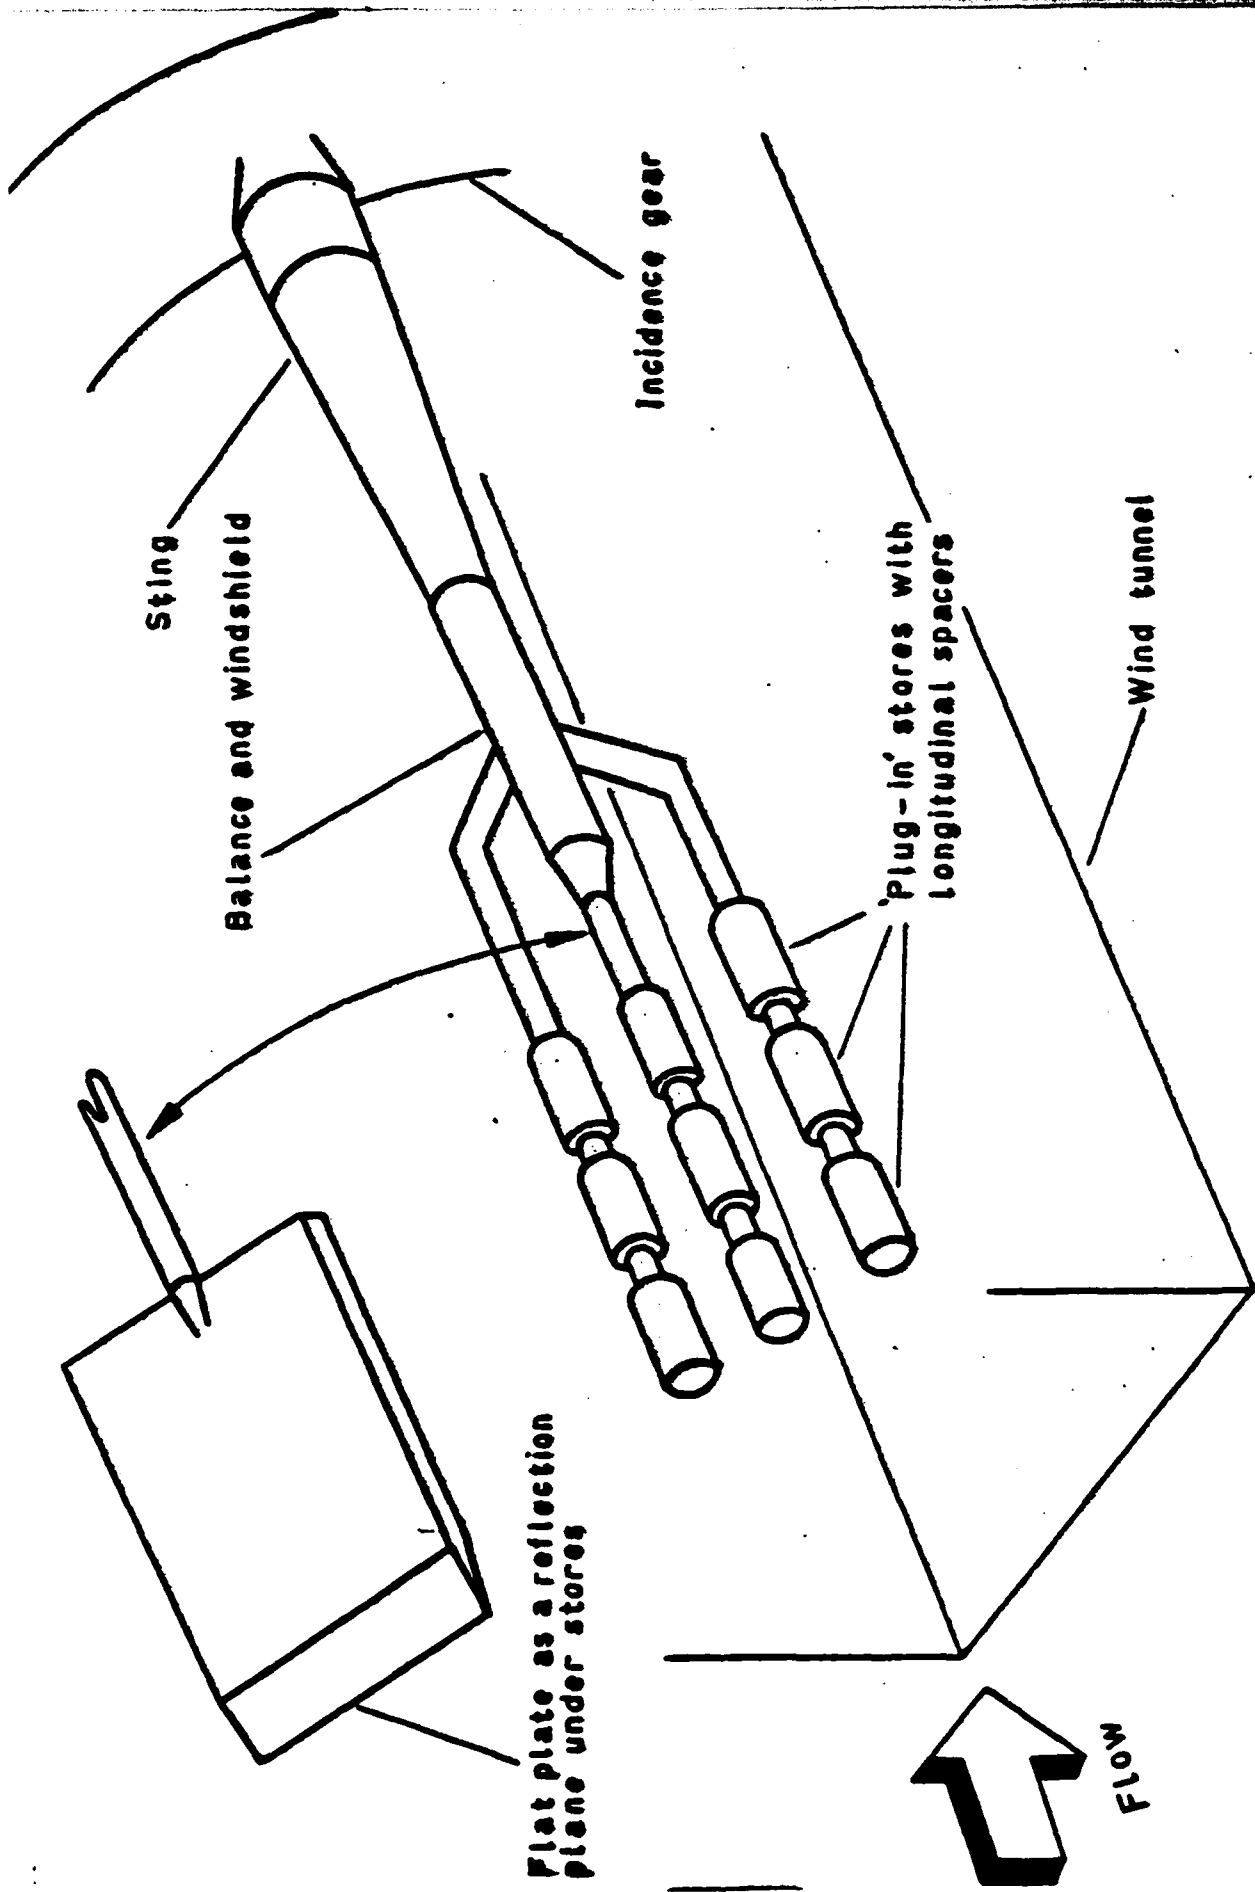 Sting
Balance and windshield
Incidence gear
'Plug-in' stores with
longitudinal spacers
Wind tunnel
Flat plate as a reflection
plane under stores
Flow